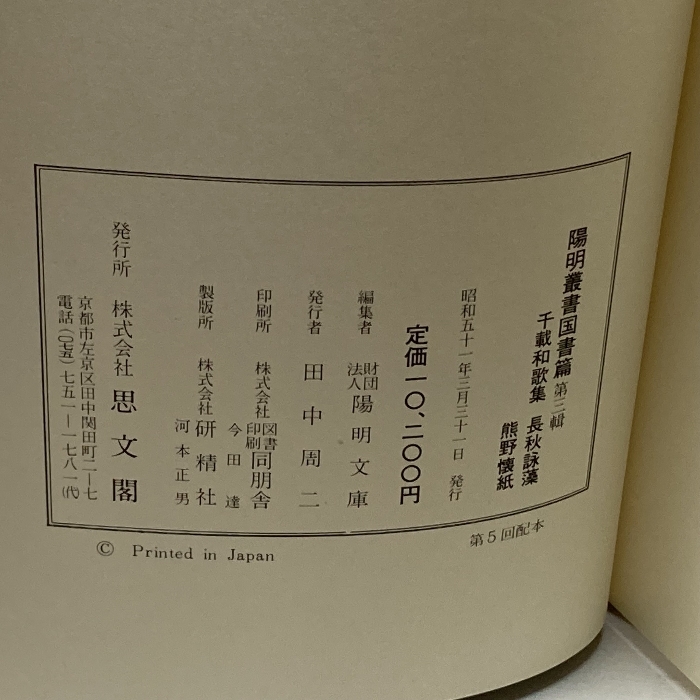 陽明叢書国書篇 第三輯
千載和歌集 長秋詠藻
熊野懐紙
昭和五十一年三月三十一日 発行
定価一〇、二〇〇円
編集者 財団法人 陽明文庫
発行者 田中周二
印刷所 株式会社 図書印刷 同朋舎
今田達
製版所 株式会社 研精社
河本正男
発行所 株式会社 思文閣
京都市左京区田中関田町二ー七
電話(〇七五)七五一ー一七八一(代)
第5回配本
© Printed in Japan